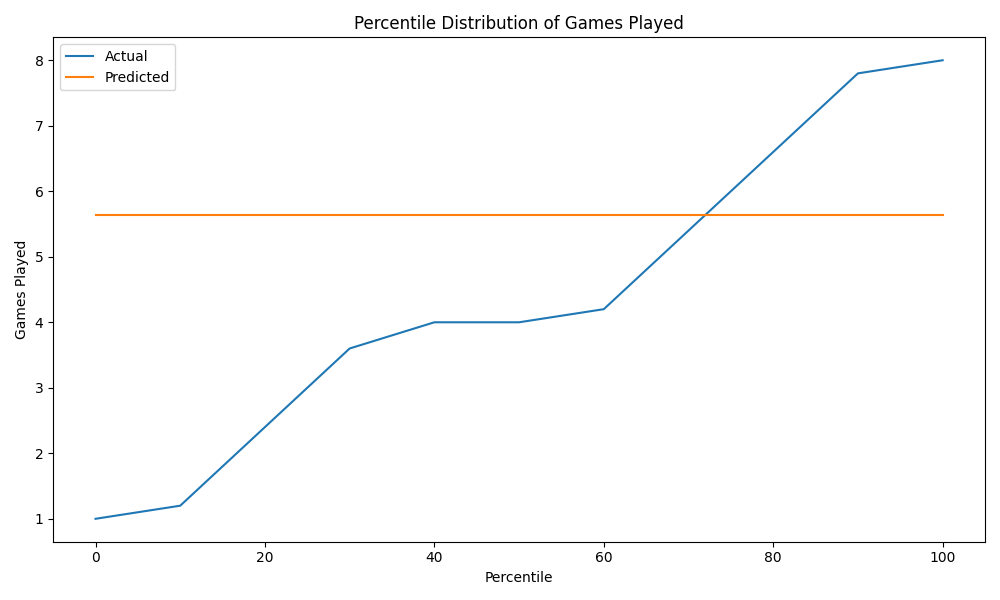 Percentile Distribution of Games Played
Actual
Predicted
8
7
6
5
4
3
2
1
Games Played
0 20 40 60 80 100
Percentile